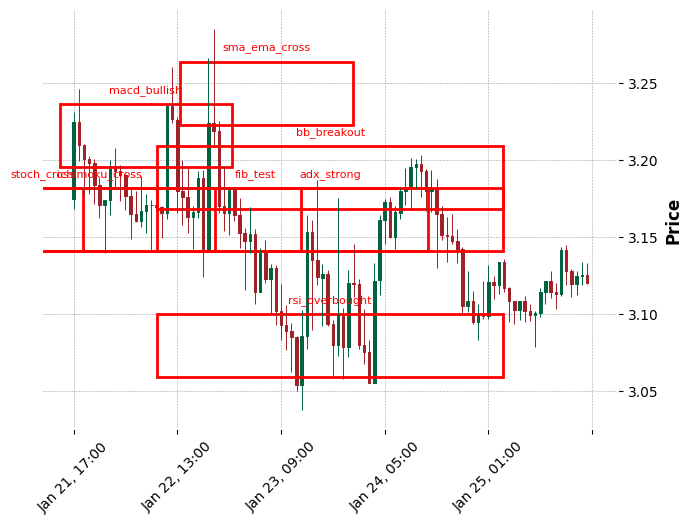 sma_ema_cross
macd_bullish
bb_breakout
stoch_cross
ichimoku_cross
fib_test
adx_strong
rsi_overbought
3.25
3.20
3.15
3.10
3.05
Price
Jan 21, 17:00
Jan 22, 13:00
Jan 23, 09:00
Jan 24, 05:00
Jan 25, 01:00